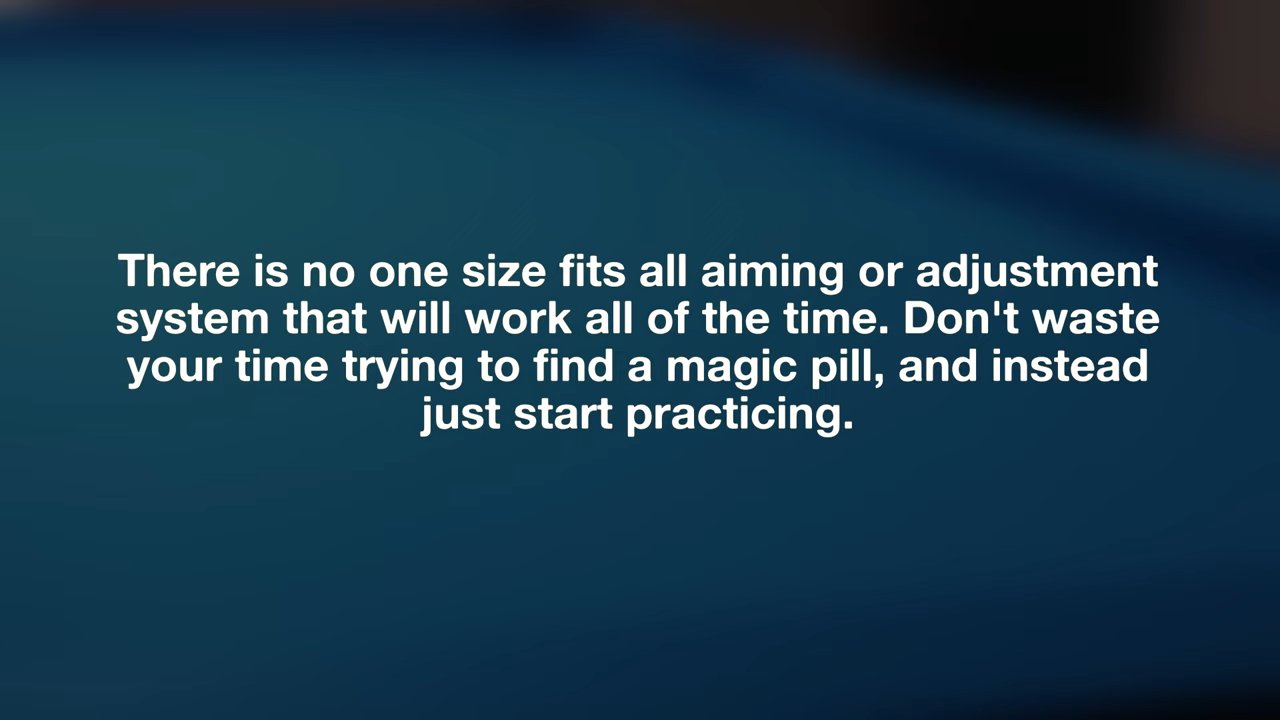 There is no one size fits all aiming or adjustment
system that will work all of the time. Don't waste
your time trying to find a magic pill, and instead
just start practicing.